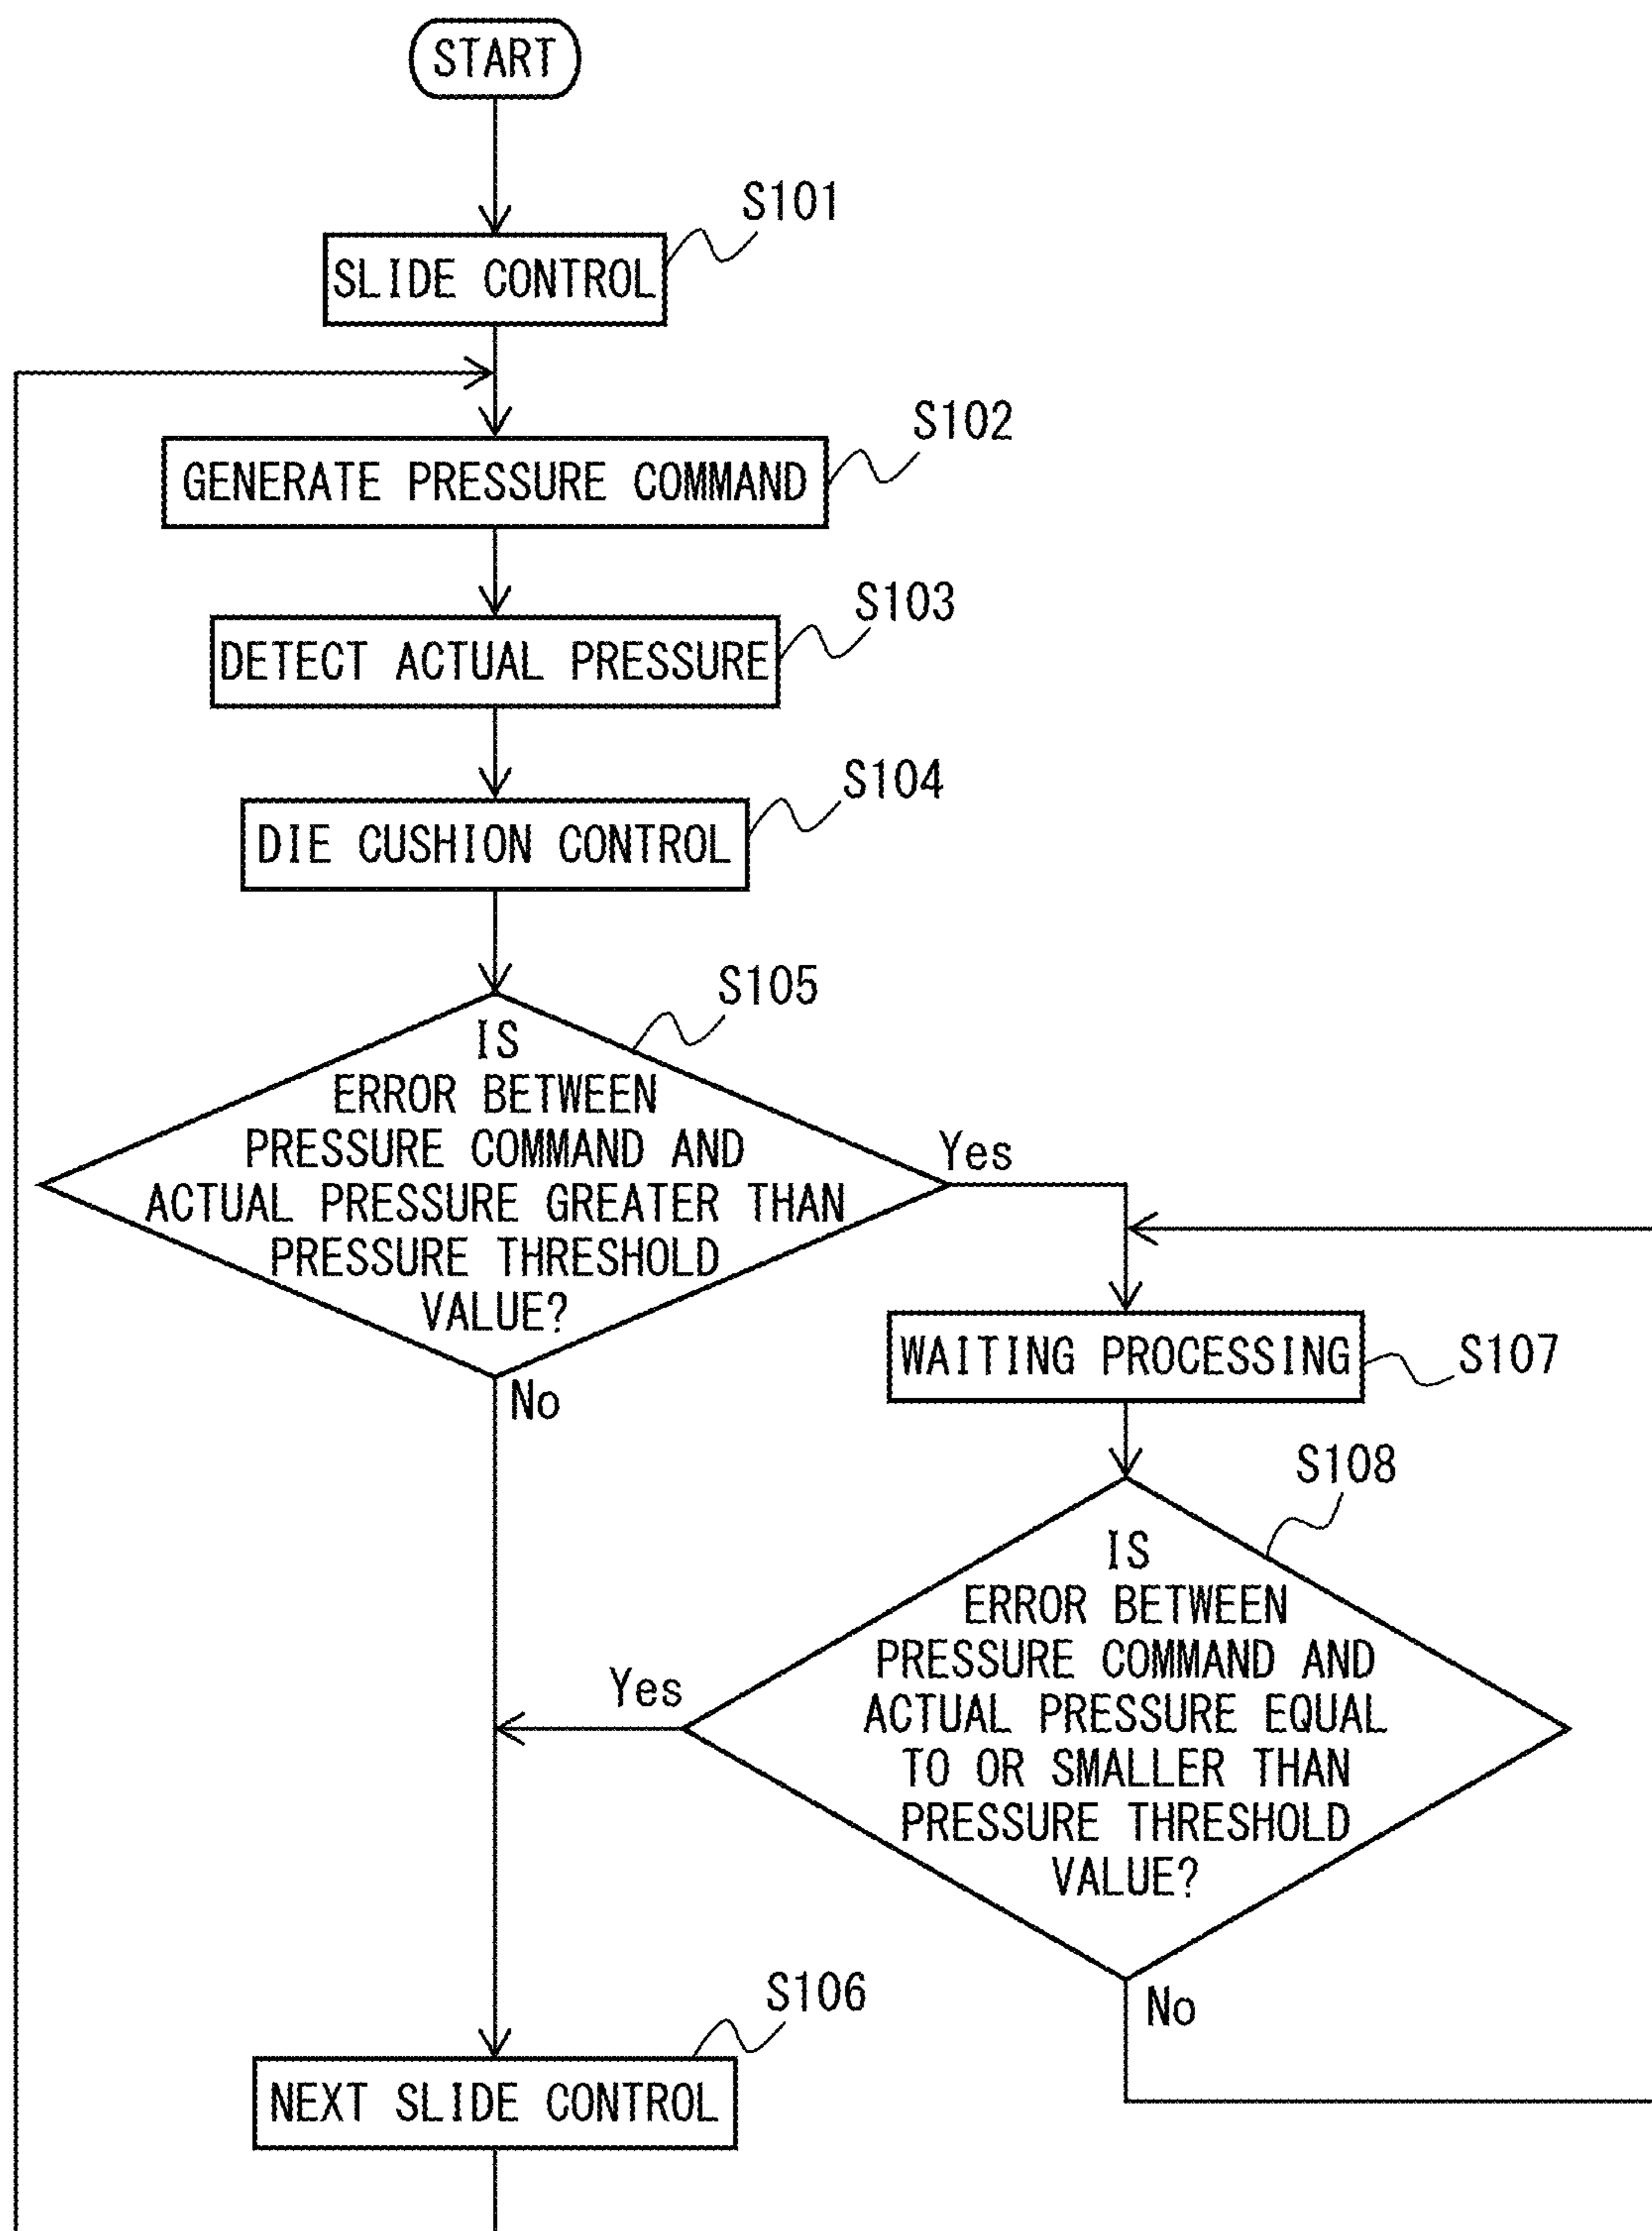 START
S101
SLIDE CONTROL
S102
GENERATE PRESSURE COMMAND
S103
DETECT ACTUAL PRESSURE
S104
DIE CUSHION CONTROL
S105
IS
ERROR BETWEEN
PRESSURE COMMAND AND
ACTUAL PRESSURE GREATER THAN
PRESSURE THRESHOLD
VALUE?
Yes
No
WAITING PROCESSING
S107
S108
IS
ERROR BETWEEN
PRESSURE COMMAND AND
ACTUAL PRESSURE EQUAL
TO OR SMALLER THAN
PRESSURE THRESHOLD
VALUE?
Yes
No
S106
NEXT SLIDE CONTROL